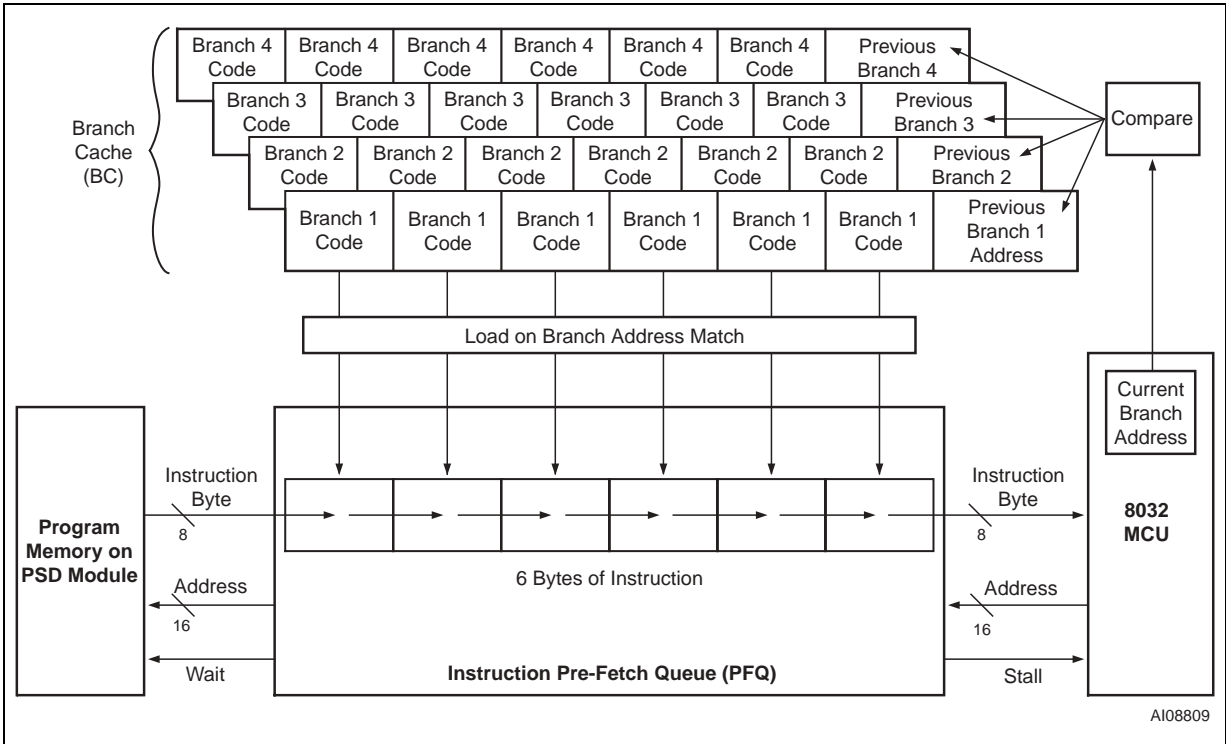 Branch 4 Code
Branch 4 Code
Branch 4 Code
Branch 4 Code
Branch 4 Code
Branch 4 Code
Previous Branch 4
Branch 3 Code
Branch 3 Code
Branch 3 Code
Branch 3 Code
Branch 3 Code
Branch 3 Code
Previous Branch 3
Compare
Branch Cache (BC)
Branch 2 Code
Branch 2 Code
Branch 2 Code
Branch 2 Code
Branch 2 Code
Branch 2 Code
Previous Branch 2
Branch 1 Code
Branch 1 Code
Branch 1 Code
Branch 1 Code
Branch 1 Code
Branch 1 Code
Previous Branch 1 Address
Load on Branch Address Match
Current Branch Address
Instruction Byte
8
Instruction Byte
8
8032 MCU
Program Memory on PSD Module
6 Bytes of Instruction
Address
16
Address
16
Wait
Instruction Pre-Fetch Queue (PFQ)
Stall
AI08809